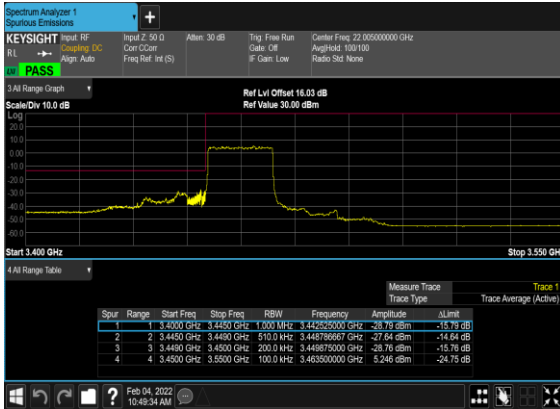 Spectrum Analyzer 1
Spurious Emissions
+
KEYSIGHT Input: RF Input Z: 50 Ω Atten: 30 dB Trig: Free Run Center Freq: 22.005000000 GHz
RL Coupling: DC Corr CCorr Gate: Off Avg|Hold: 100/100
Align: Auto Freq Ref: Int (S) IF Gain: Low Radio Std: None
PASS
3 All Range Graph
Ref Lvl Offset 16.03 dB
Scale/Div 10.0 dB Ref Value 30.00 dBm
Log
20.0
10.0
0.00
-10.0
-20.0
-30.0
-40.0
-50.0
-60.0
Start 3.400 GHz Stop 3.550 GH
4 All Range Table
Measure Trace Trace 1
Trace Type Trace Average (Active)
Spur Range Start Freq Stop Freq RBW Frequency Amplitude ΔLimit
1 1 3.4000 GHz 3.4450 GHz 1.000 MHz 3.442525000 GHz -28.79 dBm -15.79 dB
2 2 3.4450 GHz 3.4490 GHz 510.0 kHz 3.448786667 GHz -27.64 dBm -14.64 dB
3 3 3.4490 GHz 3.4500 GHz 200.0 kHz 3.449675000 GHz -28.76 dBm -15.76 dB
4 4 3.4500 GHz 3.5500 GHz 100.0 kHz 3.463500000 GHz 5.246 dBm -24.75 dB
? Feb 04, 2022
10:49:34 AM